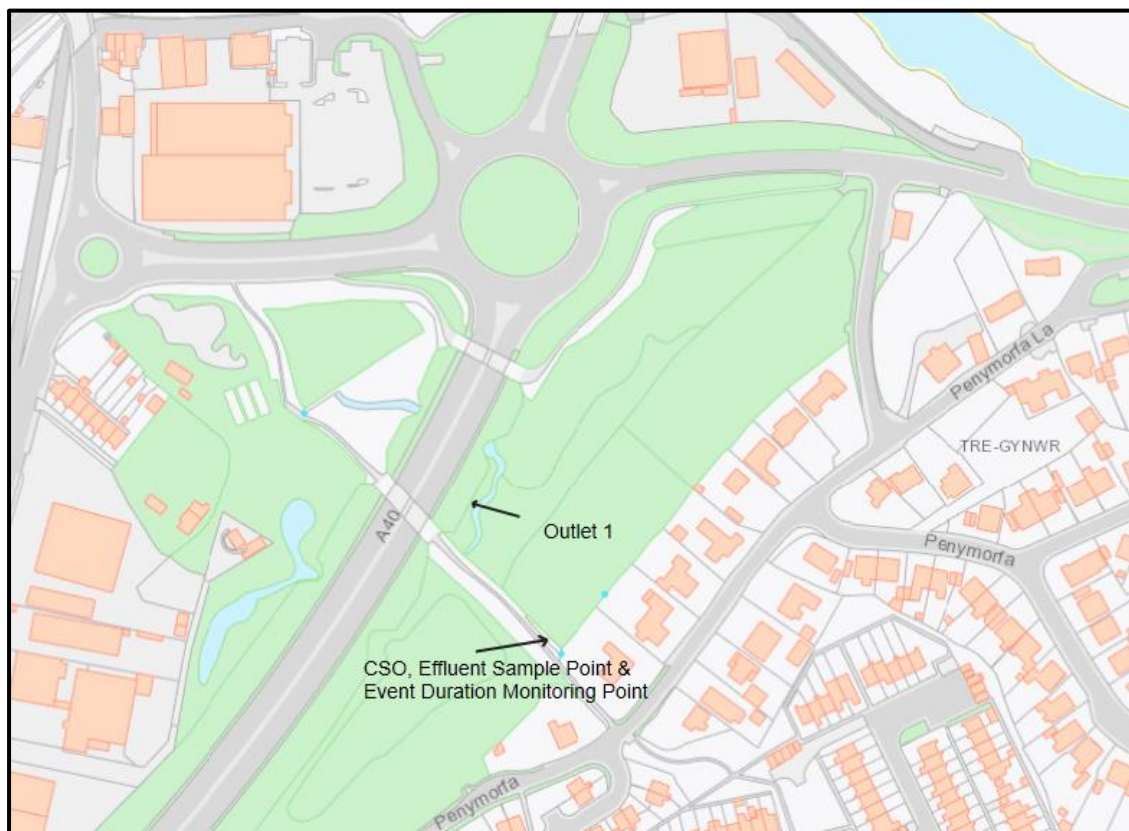 Penymorfa La
TRE-GYNWR
A40
Outlet 1
Penymorfa
CSO, Effluent Sample Point &
Event Duration Monitoring Point
Penymorfa